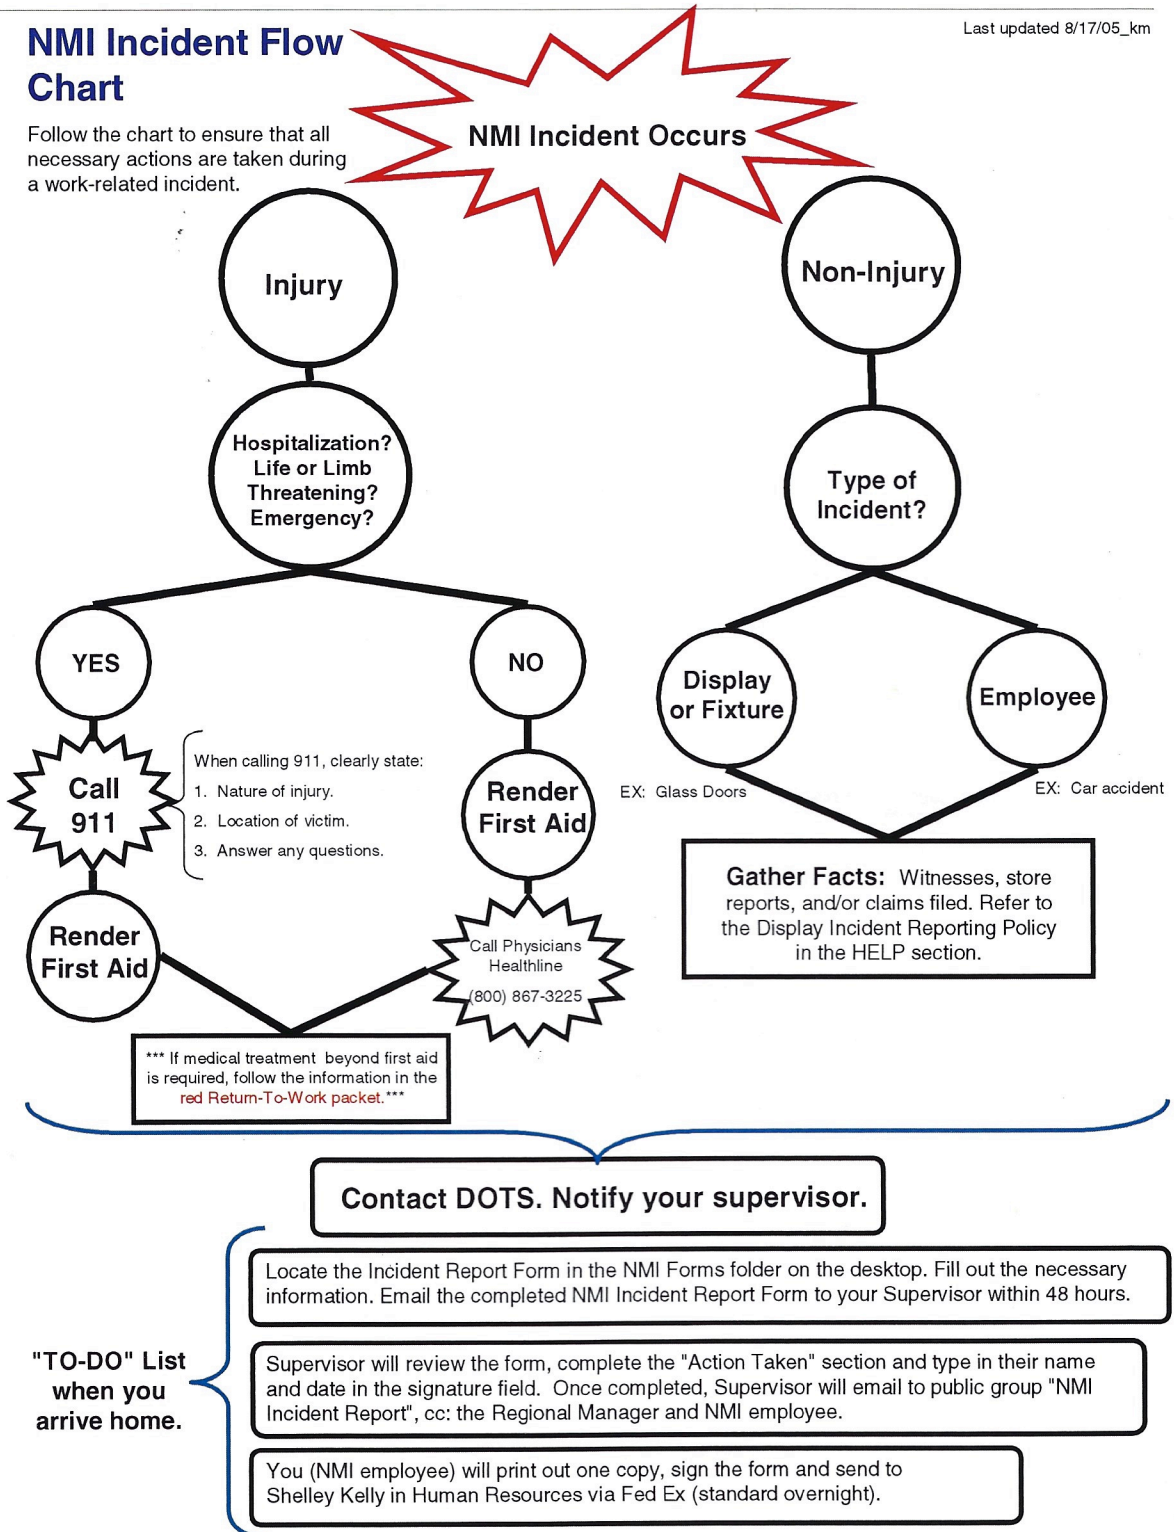 Last updated 8/17/05_km
NMI Incident Flow
Chart
Follow the chart to ensure that all
necessary actions are taken during
a work-related incident.
NMI Incident Occurs
Injury
Non-Injury
Hospitalization?
Life or Limb
Threatening?
Emergency?
Type of
Incident?
YES
NO
Display
or Fixture
Employee
Call
911
When calling 911, clearly state:
1. Nature of injury.
2. Location of victim.
3. Answer any questions.
Render
First Aid
EX: Glass Doors
EX: Car accident
Render
First Aid
Call Physicians
Healthline
(800) 867-3225
Gather Facts: Witnesses, store
reports, and/or claims filed. Refer to
the Display Incident Reporting Policy
in the HELP section.
*** If medical treatment beyond first aid
is required, follow the information in the
red Return-To-Work packet.***
Contact DOTS. Notify your supervisor.
"TO-DO" List
when you
arrive home.
Locate the Incident Report Form in the NMI Forms folder on the desktop. Fill out the necessary
information. Email the completed NMI Incident Report Form to your Supervisor within 48 hours.
Supervisor will review the form, complete the "Action Taken" section and type in their name
and date in the signature field. Once completed, Supervisor will email to public group "NMI
Incident Report", cc: the Regional Manager and NMI employee.
You (NMI employee) will print out one copy, sign the form and send to
Shelley Kelly in Human Resources via Fed Ex (standard overnight).